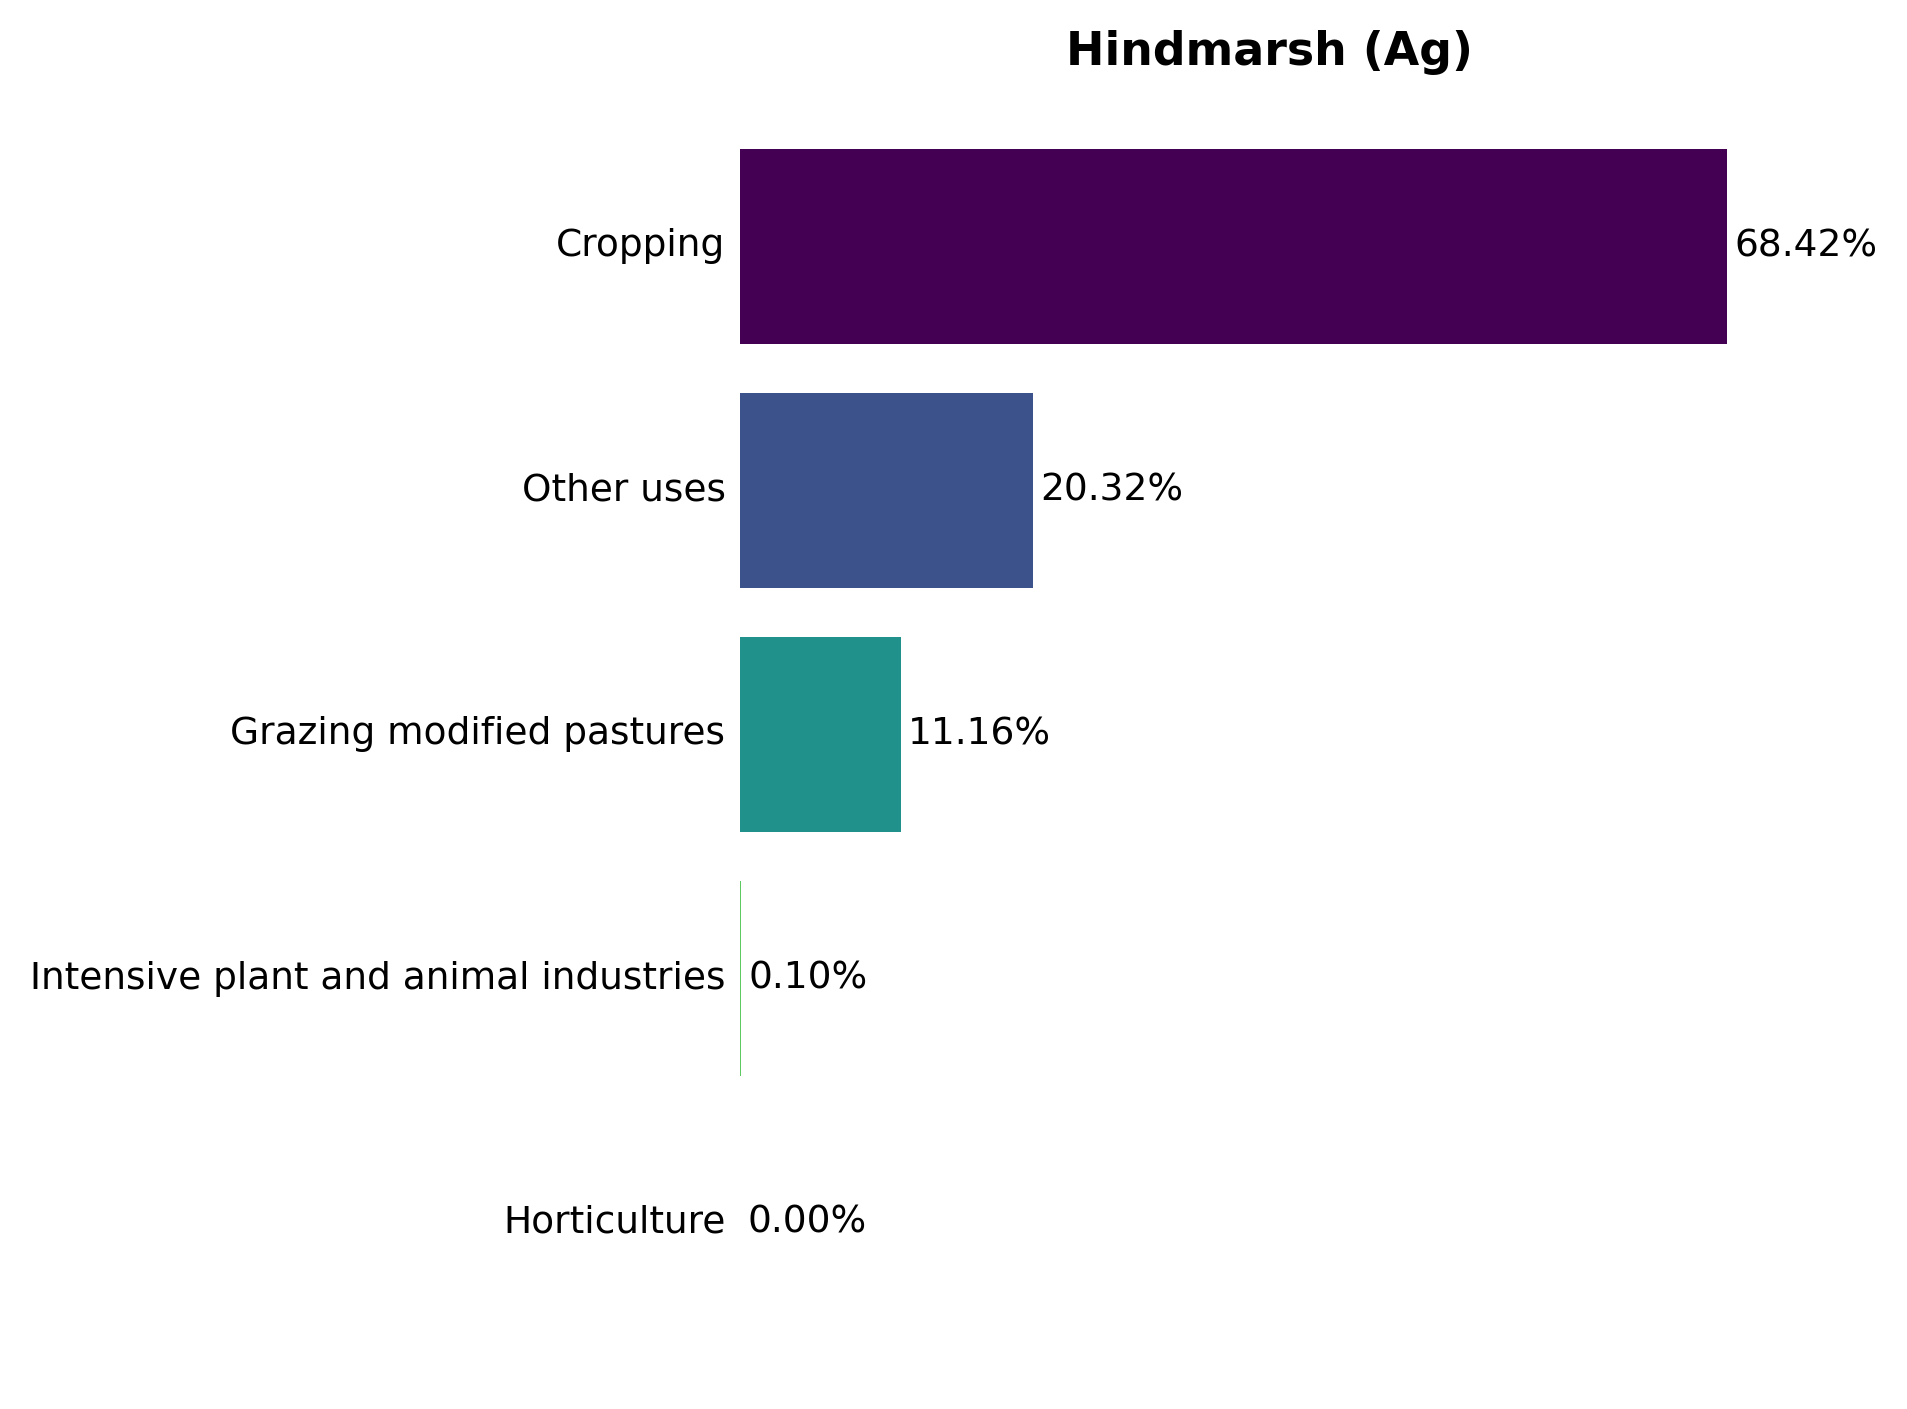 Hindmarsh (Ag)
Cropping 68.42%
Other uses 20.32%
Grazing modified pastures 11.16%
Intensive plant and animal industries 0.10%
Horticulture 0.00%